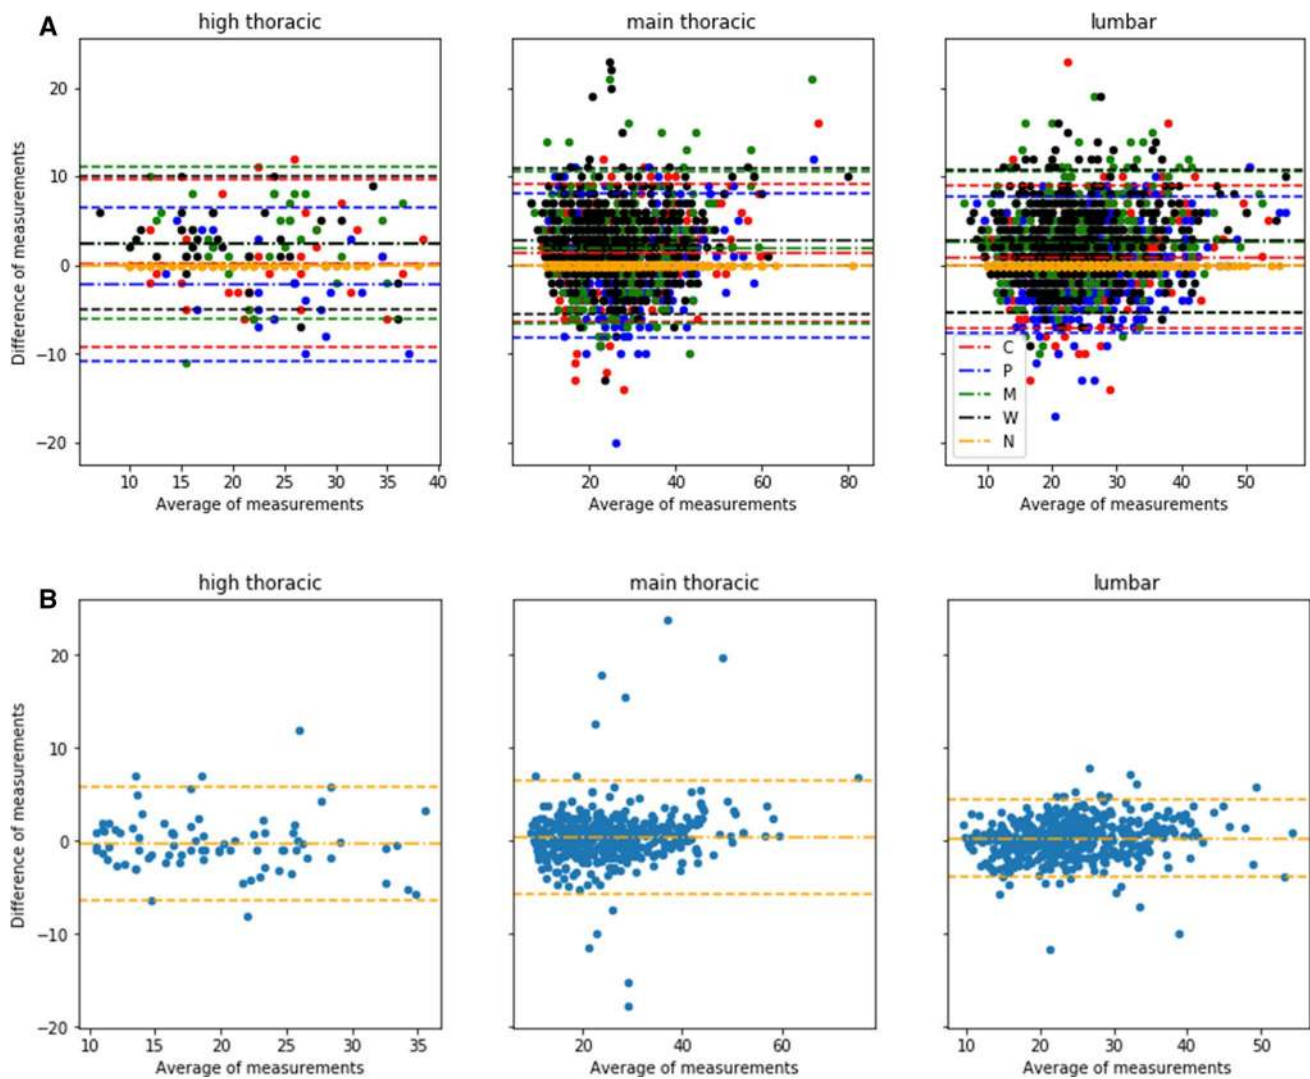 A
high thoracic
main thoracic
lumbar
Difference of measurements
20
10
0
−10
−20
10 15 20 25 30 35 40
20 40 60 80
10 20 30 40 50
Average of measurements
Average of measurements
Average of measurements
C
P
M
W
N
B
high thoracic
main thoracic
lumbar
Difference of measurements
20
10
0
−10
−20
10 15 20 25 30 35
20 40 60
10 20 30 40 50
Average of measurements
Average of measurements
Average of measurements